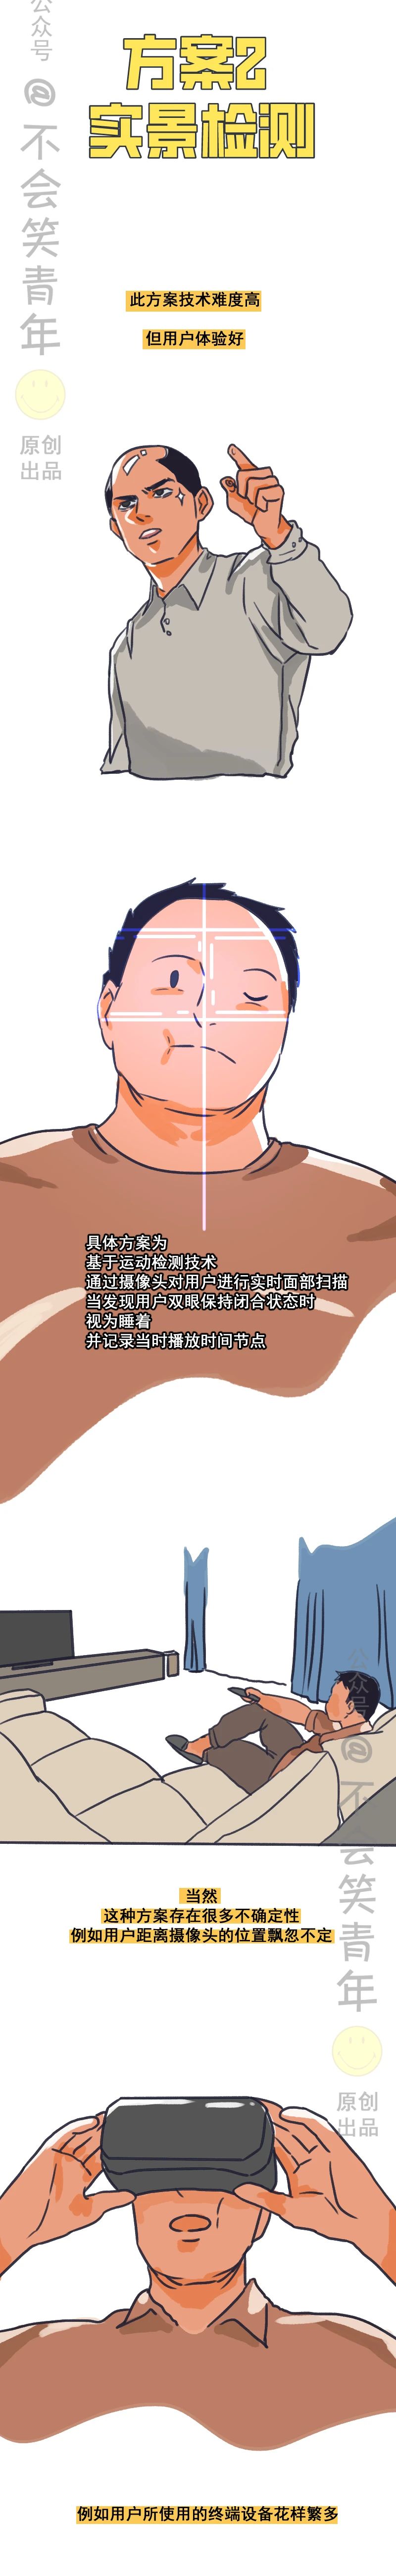 公众号
@不会笑青年
原创
出品
方案2
实景检测
此方案技术难度高
但用户体验好
具体方案为
基于运动检测技术
通过摄像头对用户进行实时面部扫描
当发现用户双眼保持闭合状态时
视为睡着
并记录当时播放时间节点
公众号
@不会笑青年
原创
出品
当然
这种方案存在很多不确定性
例如用户距离摄像头的位置飘忽不定
例如用户所使用的终端设备花样繁多